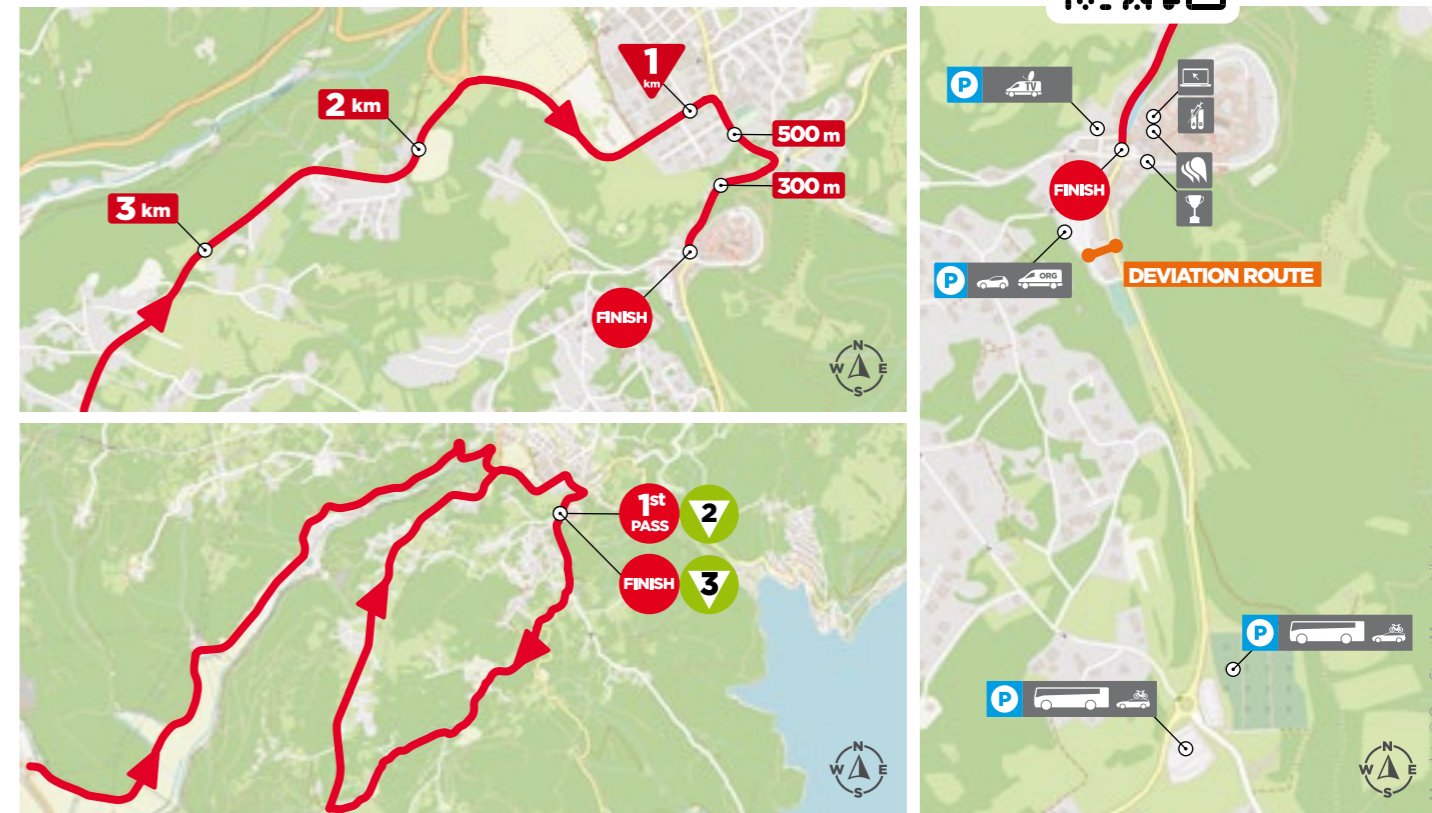 1
km
2 km
500 m
300 m
3 km
FINISH
N
W E
S
1st
PASS
2
FINISH
3
N
W E
S
P
TV
FINISH
P
ORG
DEVIATION ROUTE
P
P
N
W E
S